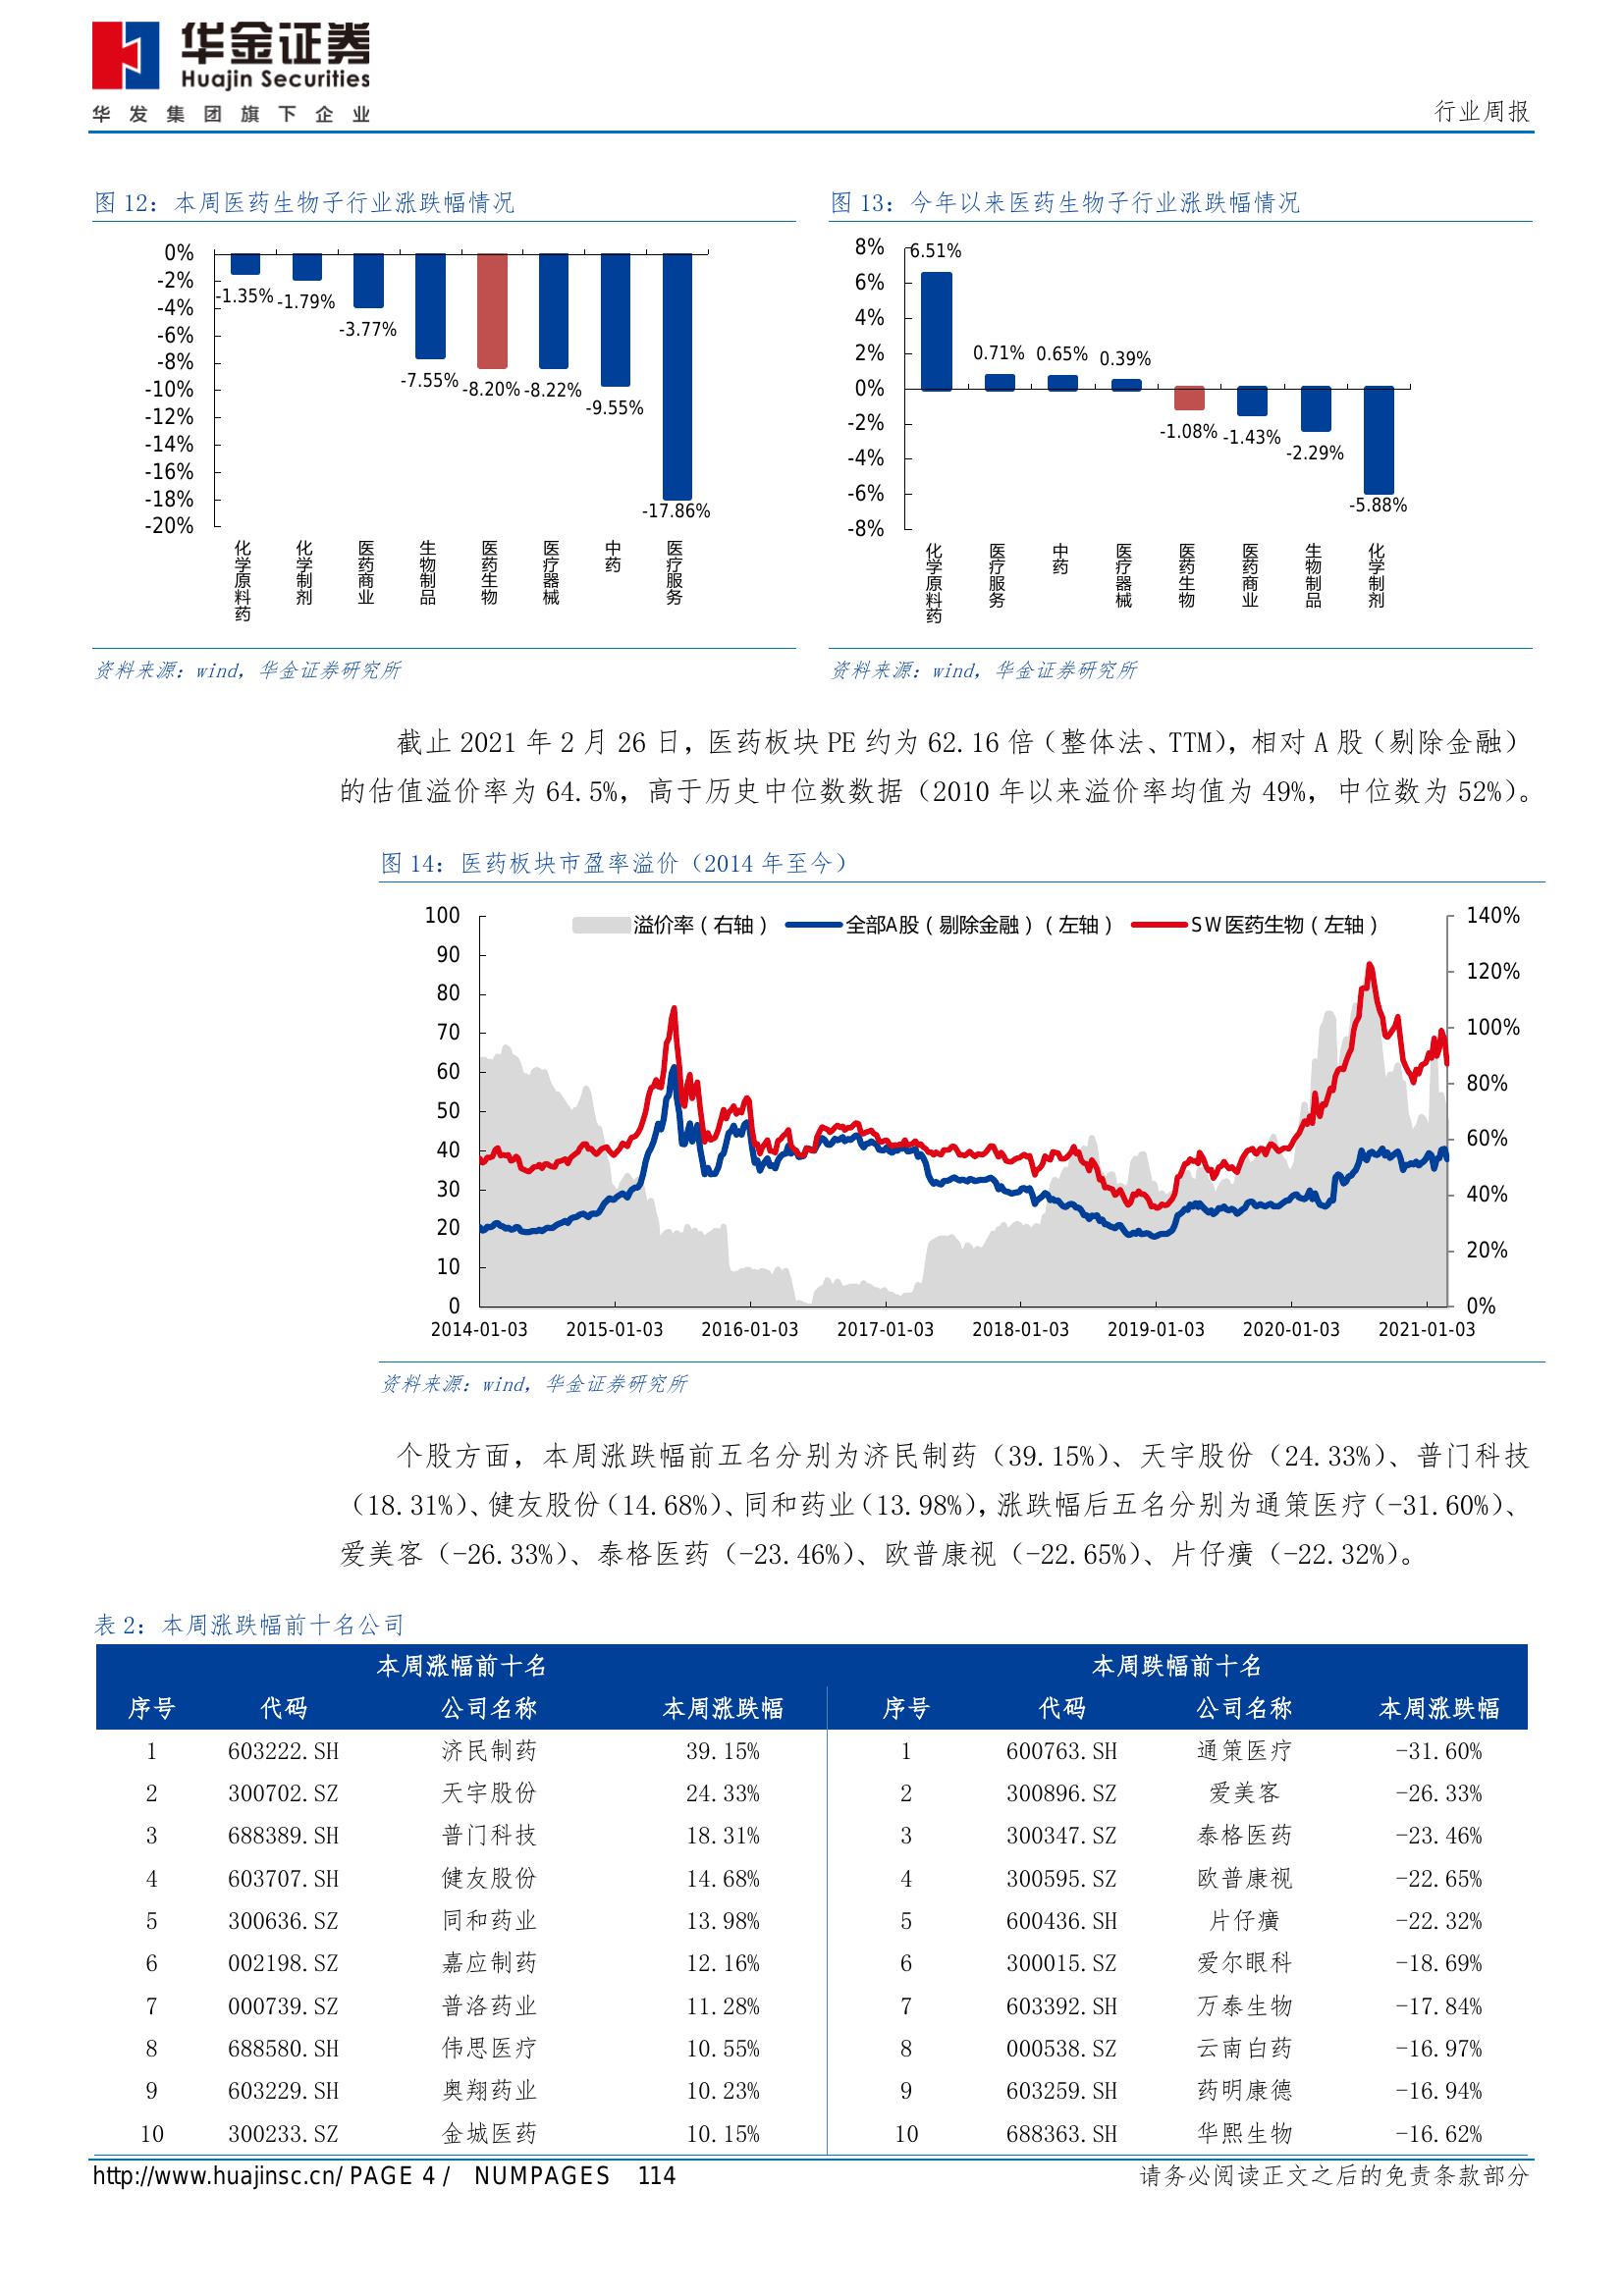 华金证券
Huajin Securities
华发集团旗下企业
行业周报
图 12：本周医药生物子行业涨跌幅情况
0%
-2%
-4%
-6%
-8%
-10%
-12%
-14%
-16%
-18%
-20%
-1.35%
-1.79%
-3.77%
-7.55%
-8.20%
-8.22%
-9.55%
-17.86%
化学原料药
化学制剂
医药商业
生物制品
医药生物
医疗器械
中药
医疗服务
资料来源：wind，华金证券研究所
图 13：今年以来医药生物子行业涨跌幅情况
8%
6%
4%
2%
0%
-2%
-4%
-6%
-8%
6.51%
0.71%
0.65%
0.39%
-1.08%
-1.43%
-2.29%
-5.88%
化学原料药
医疗服务
中药
医疗器械
医药生物
医药商业
生物制品
化学制剂
资料来源：wind，华金证券研究所
截止 2021 年 2 月 26 日，医药板块 PE 约为 62.16 倍（整体法、TTM），相对 A 股（剔除金融）
的估值溢价率为 64.5%，高于历史中位数数据（2010 年以来溢价率均值为 49%，中位数为 52%）。
图 14：医药板块市盈率溢价（2014 年至今）
溢价率（右轴） 全部A股（剔除金融）（左轴） SW医药生物（左轴）
100
90
80
70
60
50
40
30
20
10
0
140%
120%
100%
80%
60%
40%
20%
0%
2014-01-03 2015-01-03 2016-01-03 2017-01-03 2018-01-03 2019-01-03 2020-01-03 2021-01-03
资料来源：wind，华金证券研究所
个股方面，本周涨跌幅前五名分别为济民制药（39.15%）、天宇股份（24.33%）、普门科技
（18.31%）、健友股份（14.68%）、同和药业（13.98%），涨跌幅后五名分别为通策医疗（-31.60%）、
爱美客（-26.33%）、泰格医药（-23.46%）、欧普康视（-22.65%）、片仔癀（-22.32%）。
表 2：本周涨跌幅前十名公司
本周涨幅前十名 本周跌幅前十名
序号 代码 公司名称 本周涨跌幅 序号 代码 公司名称 本周涨跌幅
1 603222.SH 济民制药 39.15% 1 600763.SH 通策医疗 -31.60%
2 300702.SZ 天宇股份 24.33% 2 300896.SZ 爱美客 -26.33%
3 688389.SH 普门科技 18.31% 3 300347.SZ 泰格医药 -23.46%
4 603707.SH 健友股份 14.68% 4 300595.SZ 欧普康视 -22.65%
5 300636.SZ 同和药业 13.98% 5 600436.SH 片仔癀 -22.32%
6 002198.SZ 嘉应制药 12.16% 6 300015.SZ 爱尔眼科 -18.69%
7 000739.SZ 普洛药业 11.28% 7 603392.SH 万泰生物 -17.84%
8 688580.SH 伟思医疗 10.55% 8 000538.SZ 云南白药 -16.97%
9 603229.SH 奥翔药业 10.23% 9 603259.SH 药明康德 -16.94%
10 300233.SZ 金城医药 10.15% 10 688363.SH 华熙生物 -16.62%
http://www.huajinsc.cn/ PAGE 4 / NUMPAGES 114
请务必阅读正文之后的免责条款部分